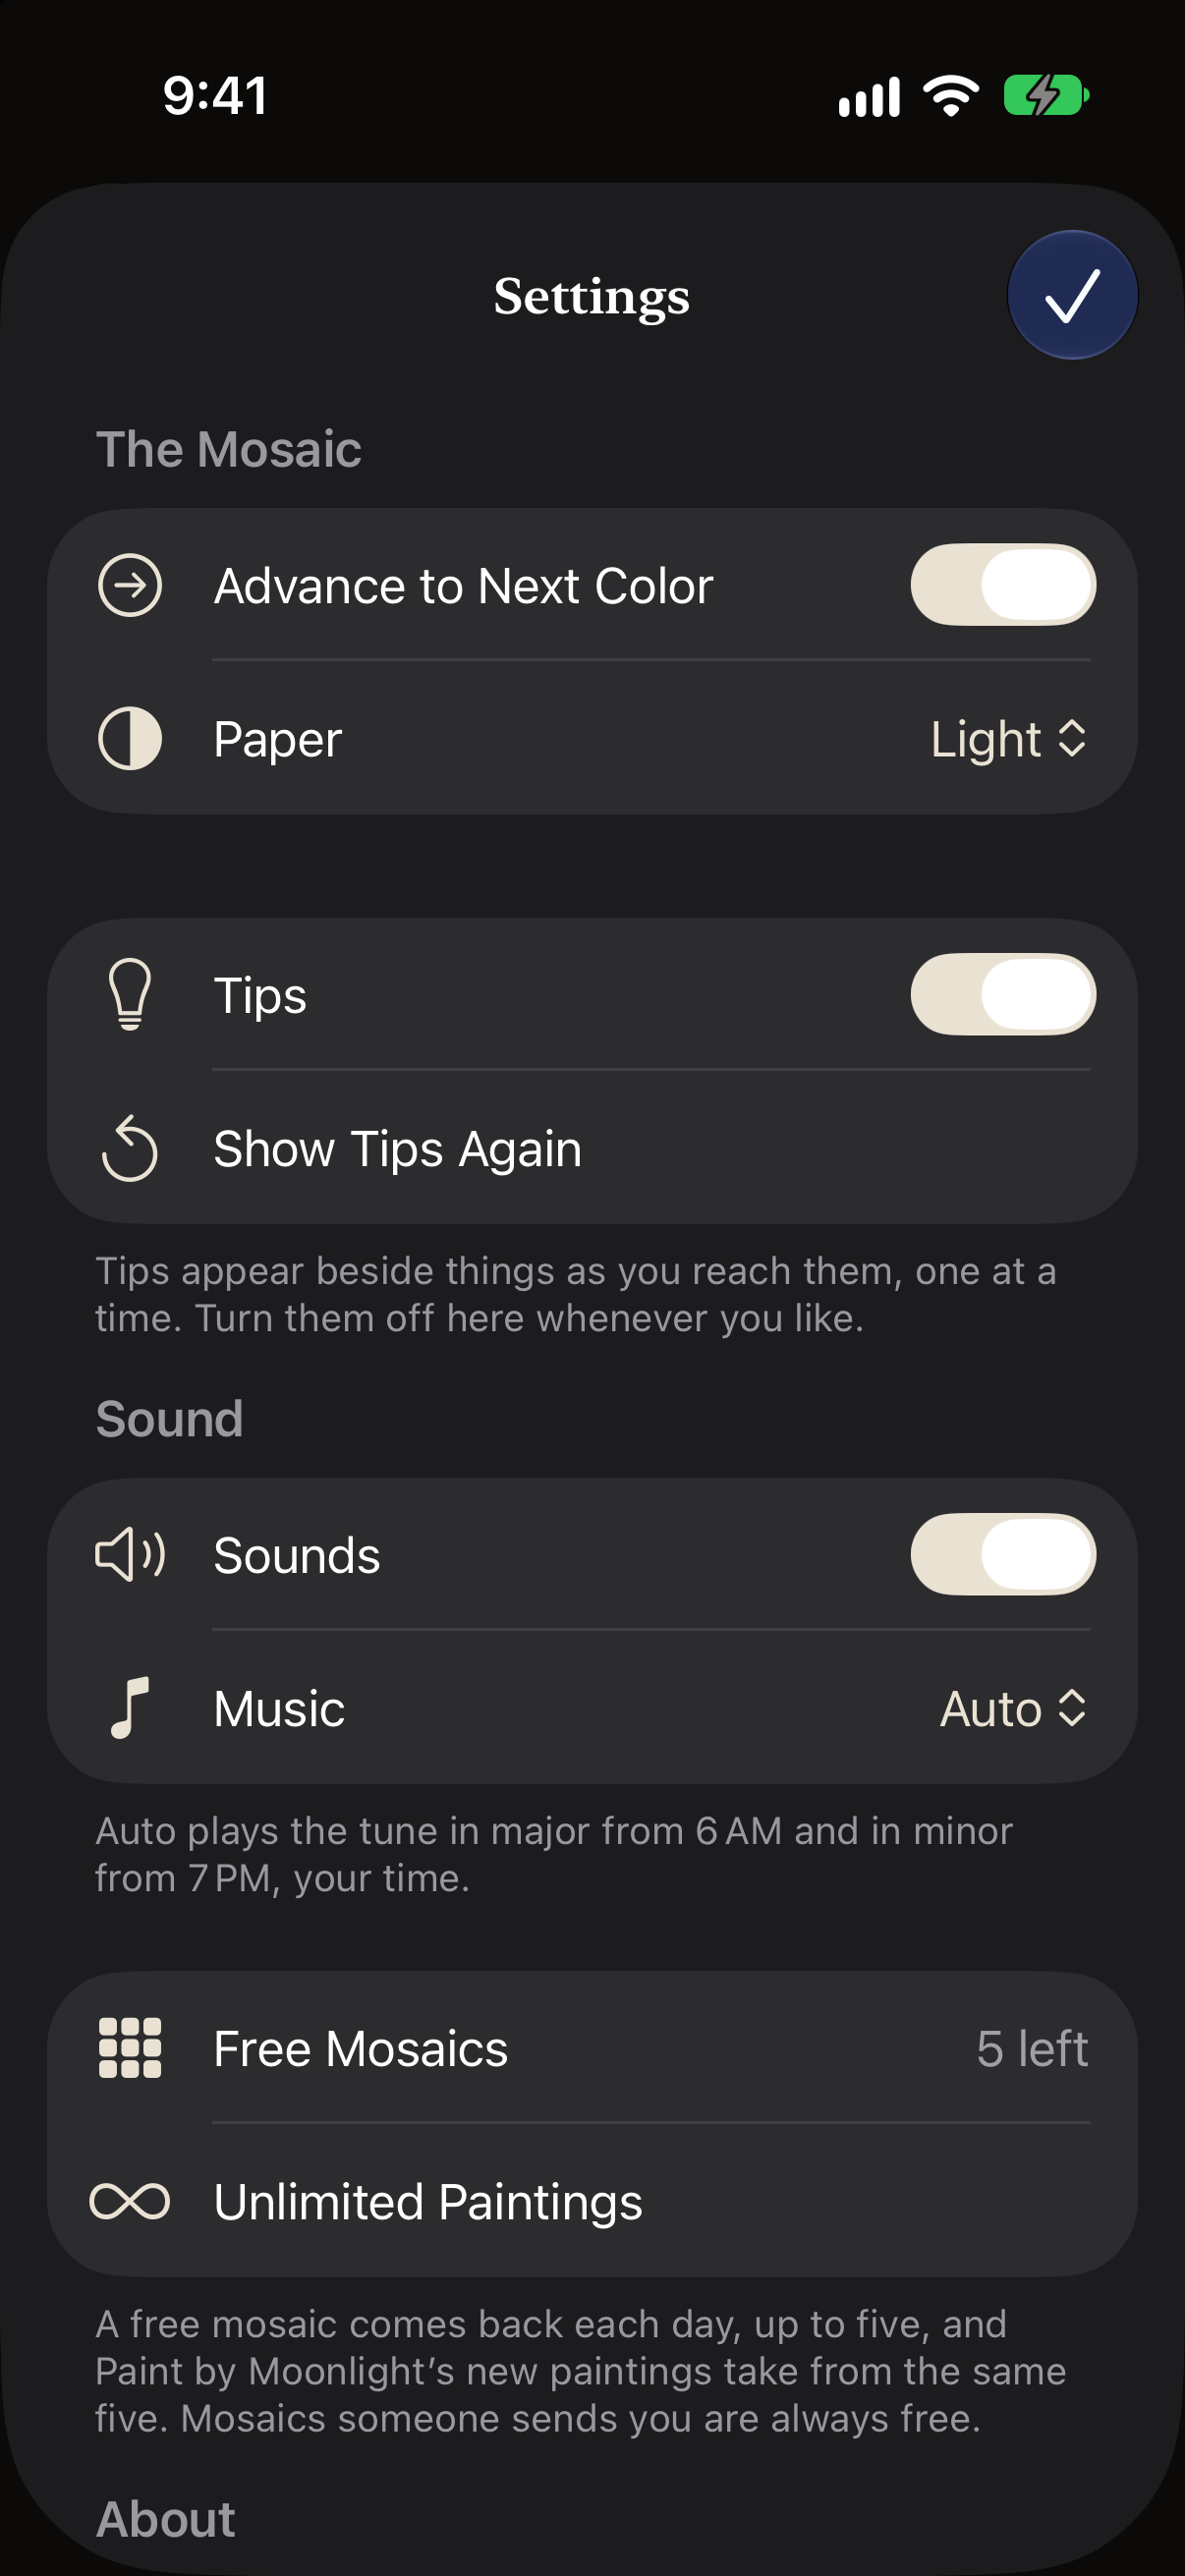 9:41
Settings
The Mosaic
Advance to Next Color
Paper Light
Tips
Show Tips Again
Tips appear beside things as you reach them, one at a
time. Turn them off here whenever you like.
Sound
Sounds
Music Auto
Auto plays the tune in major from 6 AM and in minor
from 7 PM, your time.
Free Mosaics 5 left
Unlimited Paintings
A free mosaic comes back each day, up to five, and
Paint by Moonlight’s new paintings take from the same
five. Mosaics someone sends you are always free.
About